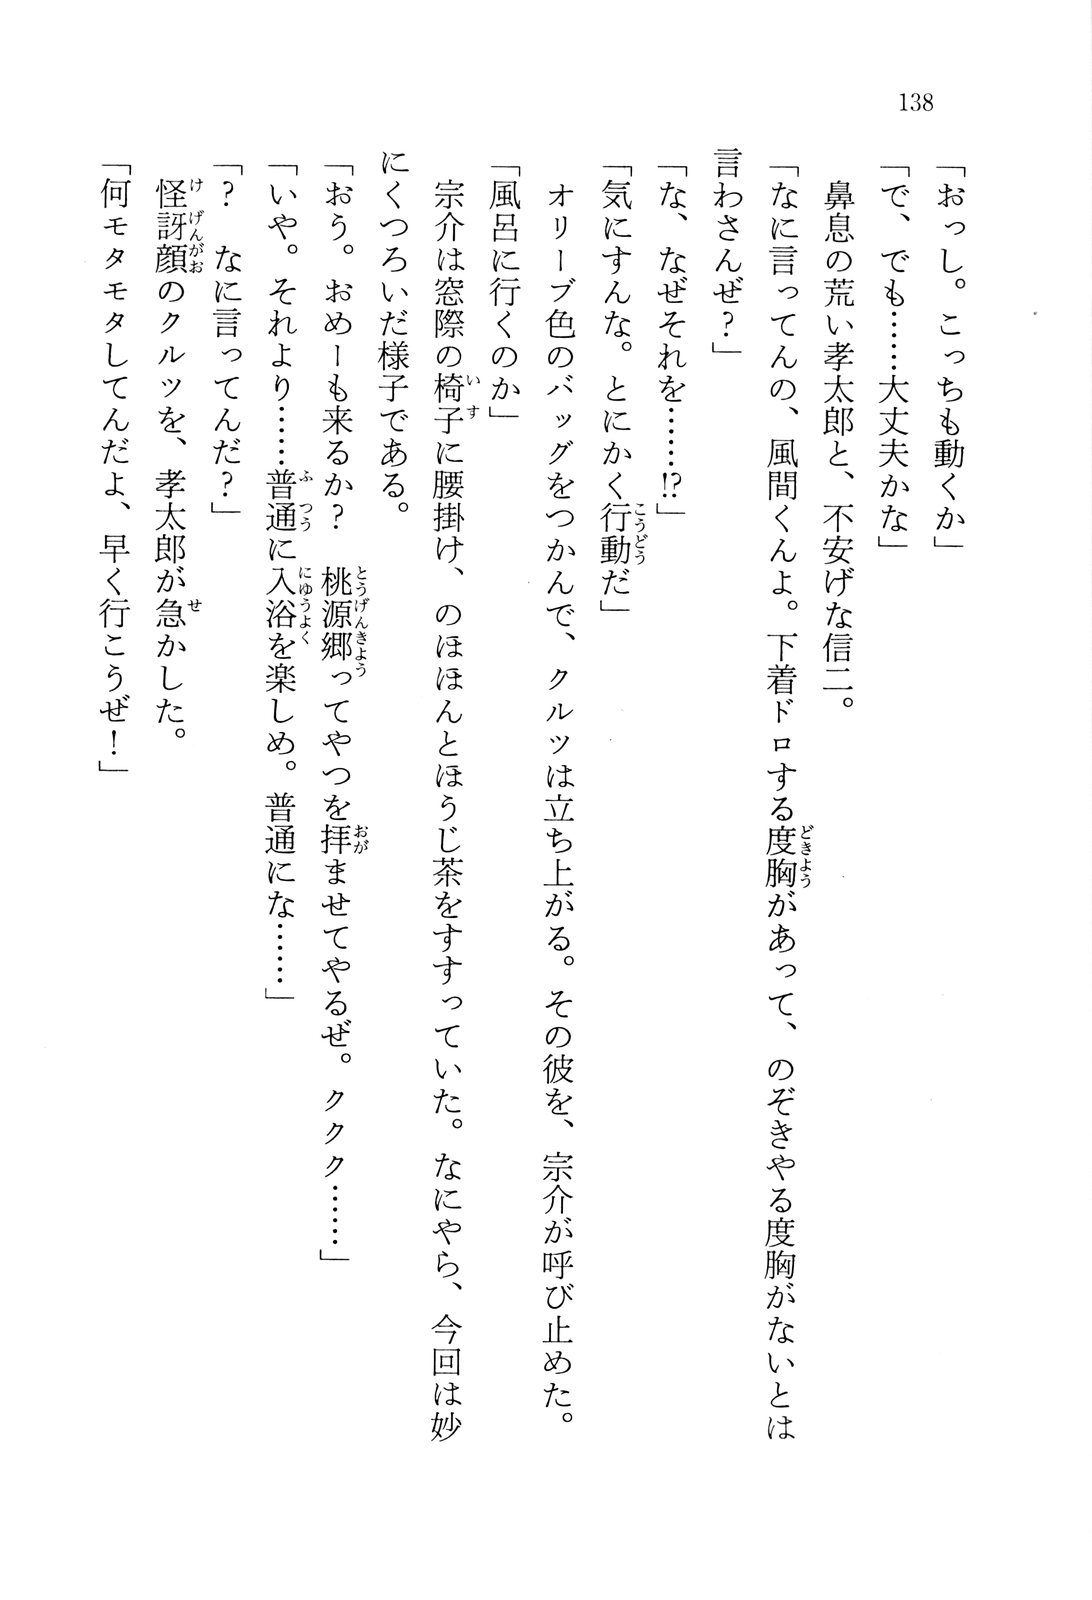 138
「おっし。こっちも動くか」
「で、でも……大丈夫かな」
　鼻息の荒い孝太郎と、不安げな信二。
「なに言ってんの、風間くんよ。下着ドロする度胸があって、のぞきやる度胸がないとは
言わさんぜ？」
「な、なぜそれを……!?」
「気にすんな。とにかく行動だ」
　オリーブ色のバッグをつかんで、クルツは立ち上がる。その彼を、宗介が呼び止めた。
「風呂に行くのか」
　宗介は窓際の椅子に腰掛け、のほほんとほうじ茶をすすっていた。なにやら、今回は妙
にくつろいだ様子である。
「おう。おめーも来るか？　桃源郷ってやつを拝ませてやるぜ。ククク……」
「いや。それより……普通に入浴を楽しめ。普通にな……」
「？　なに言ってんだ？」
　怪訝顔のクルツを、孝太郎が急かした。
「何モタモタしてんだよ、早く行こうぜ！」